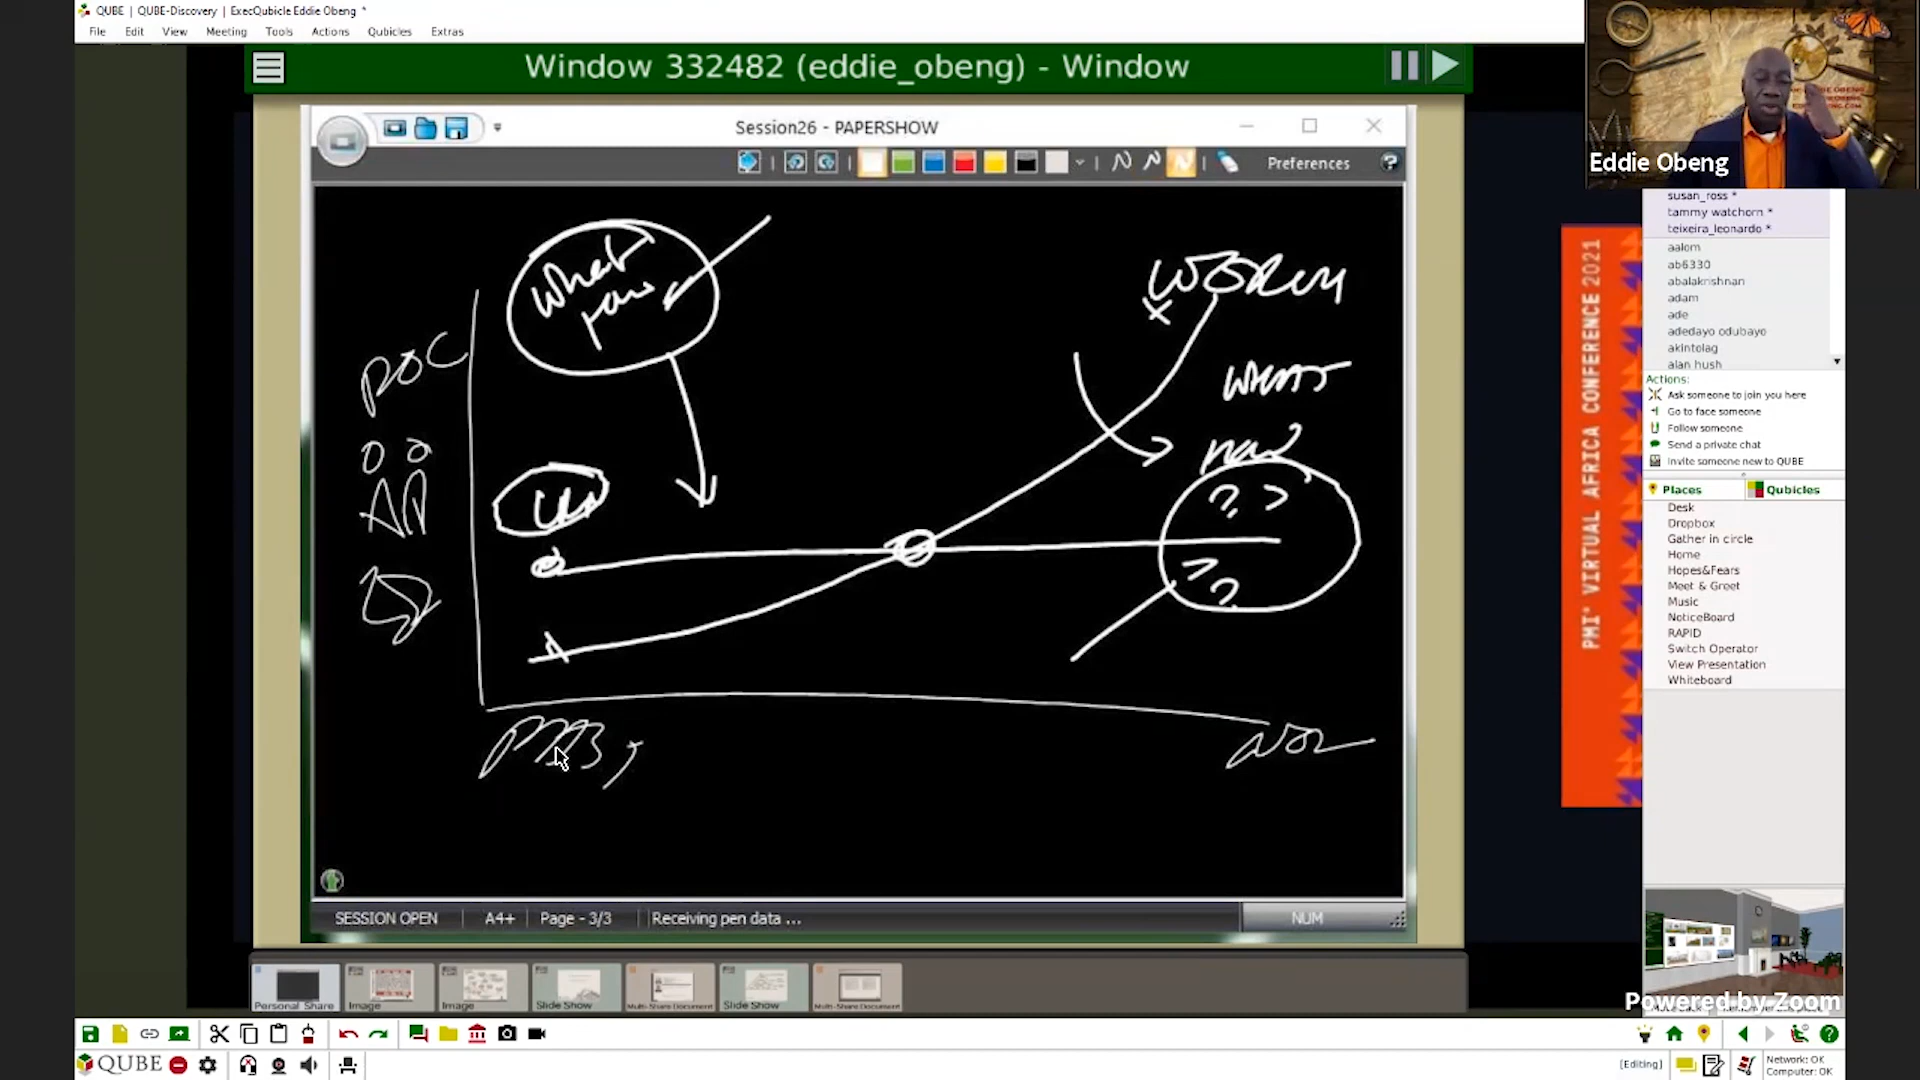 QUBE | QUBE-Discovery | ExecQubicle Eddie Obeng *
File Edit View Meeting Tools Actions Qubicles Extras
Window 332482 (eddie_obeng) - Window
Session26 - PAPERSHOW
Preferences
What
WORLD
POC
?
?
?
?
SESSION OPEN A4+ Page - 3/3 Receiving pen data ... NUM
Personal Share
Image
Image
Slide Show
Multi-Share Document
Slide Show
Multi-Share Document
QUBE
Eddie Obeng
PMI® VIRTUAL AFRICA CONFERENCE 2021
susan_ross *
tammy watchorn *
teixeira_leonardo *
aalom
ab6330
abalakrishnan
adam
ade
adedayo odubayo
akintolag
alan hush
Actions:
Ask someone to join you here
Go to face someone
Follow someone
Send a private chat
Invite someone new to QUBE
Places Qubicles
Desk
Dropbox
Gather in circle
Home
Hopes&Fears
Meet & Greet
Music
NoticeBoard
RAPID
Switch Operator
View Presentation
Whiteboard
Powered by Zoom
[Editing]
Network: OK
Computer: OK